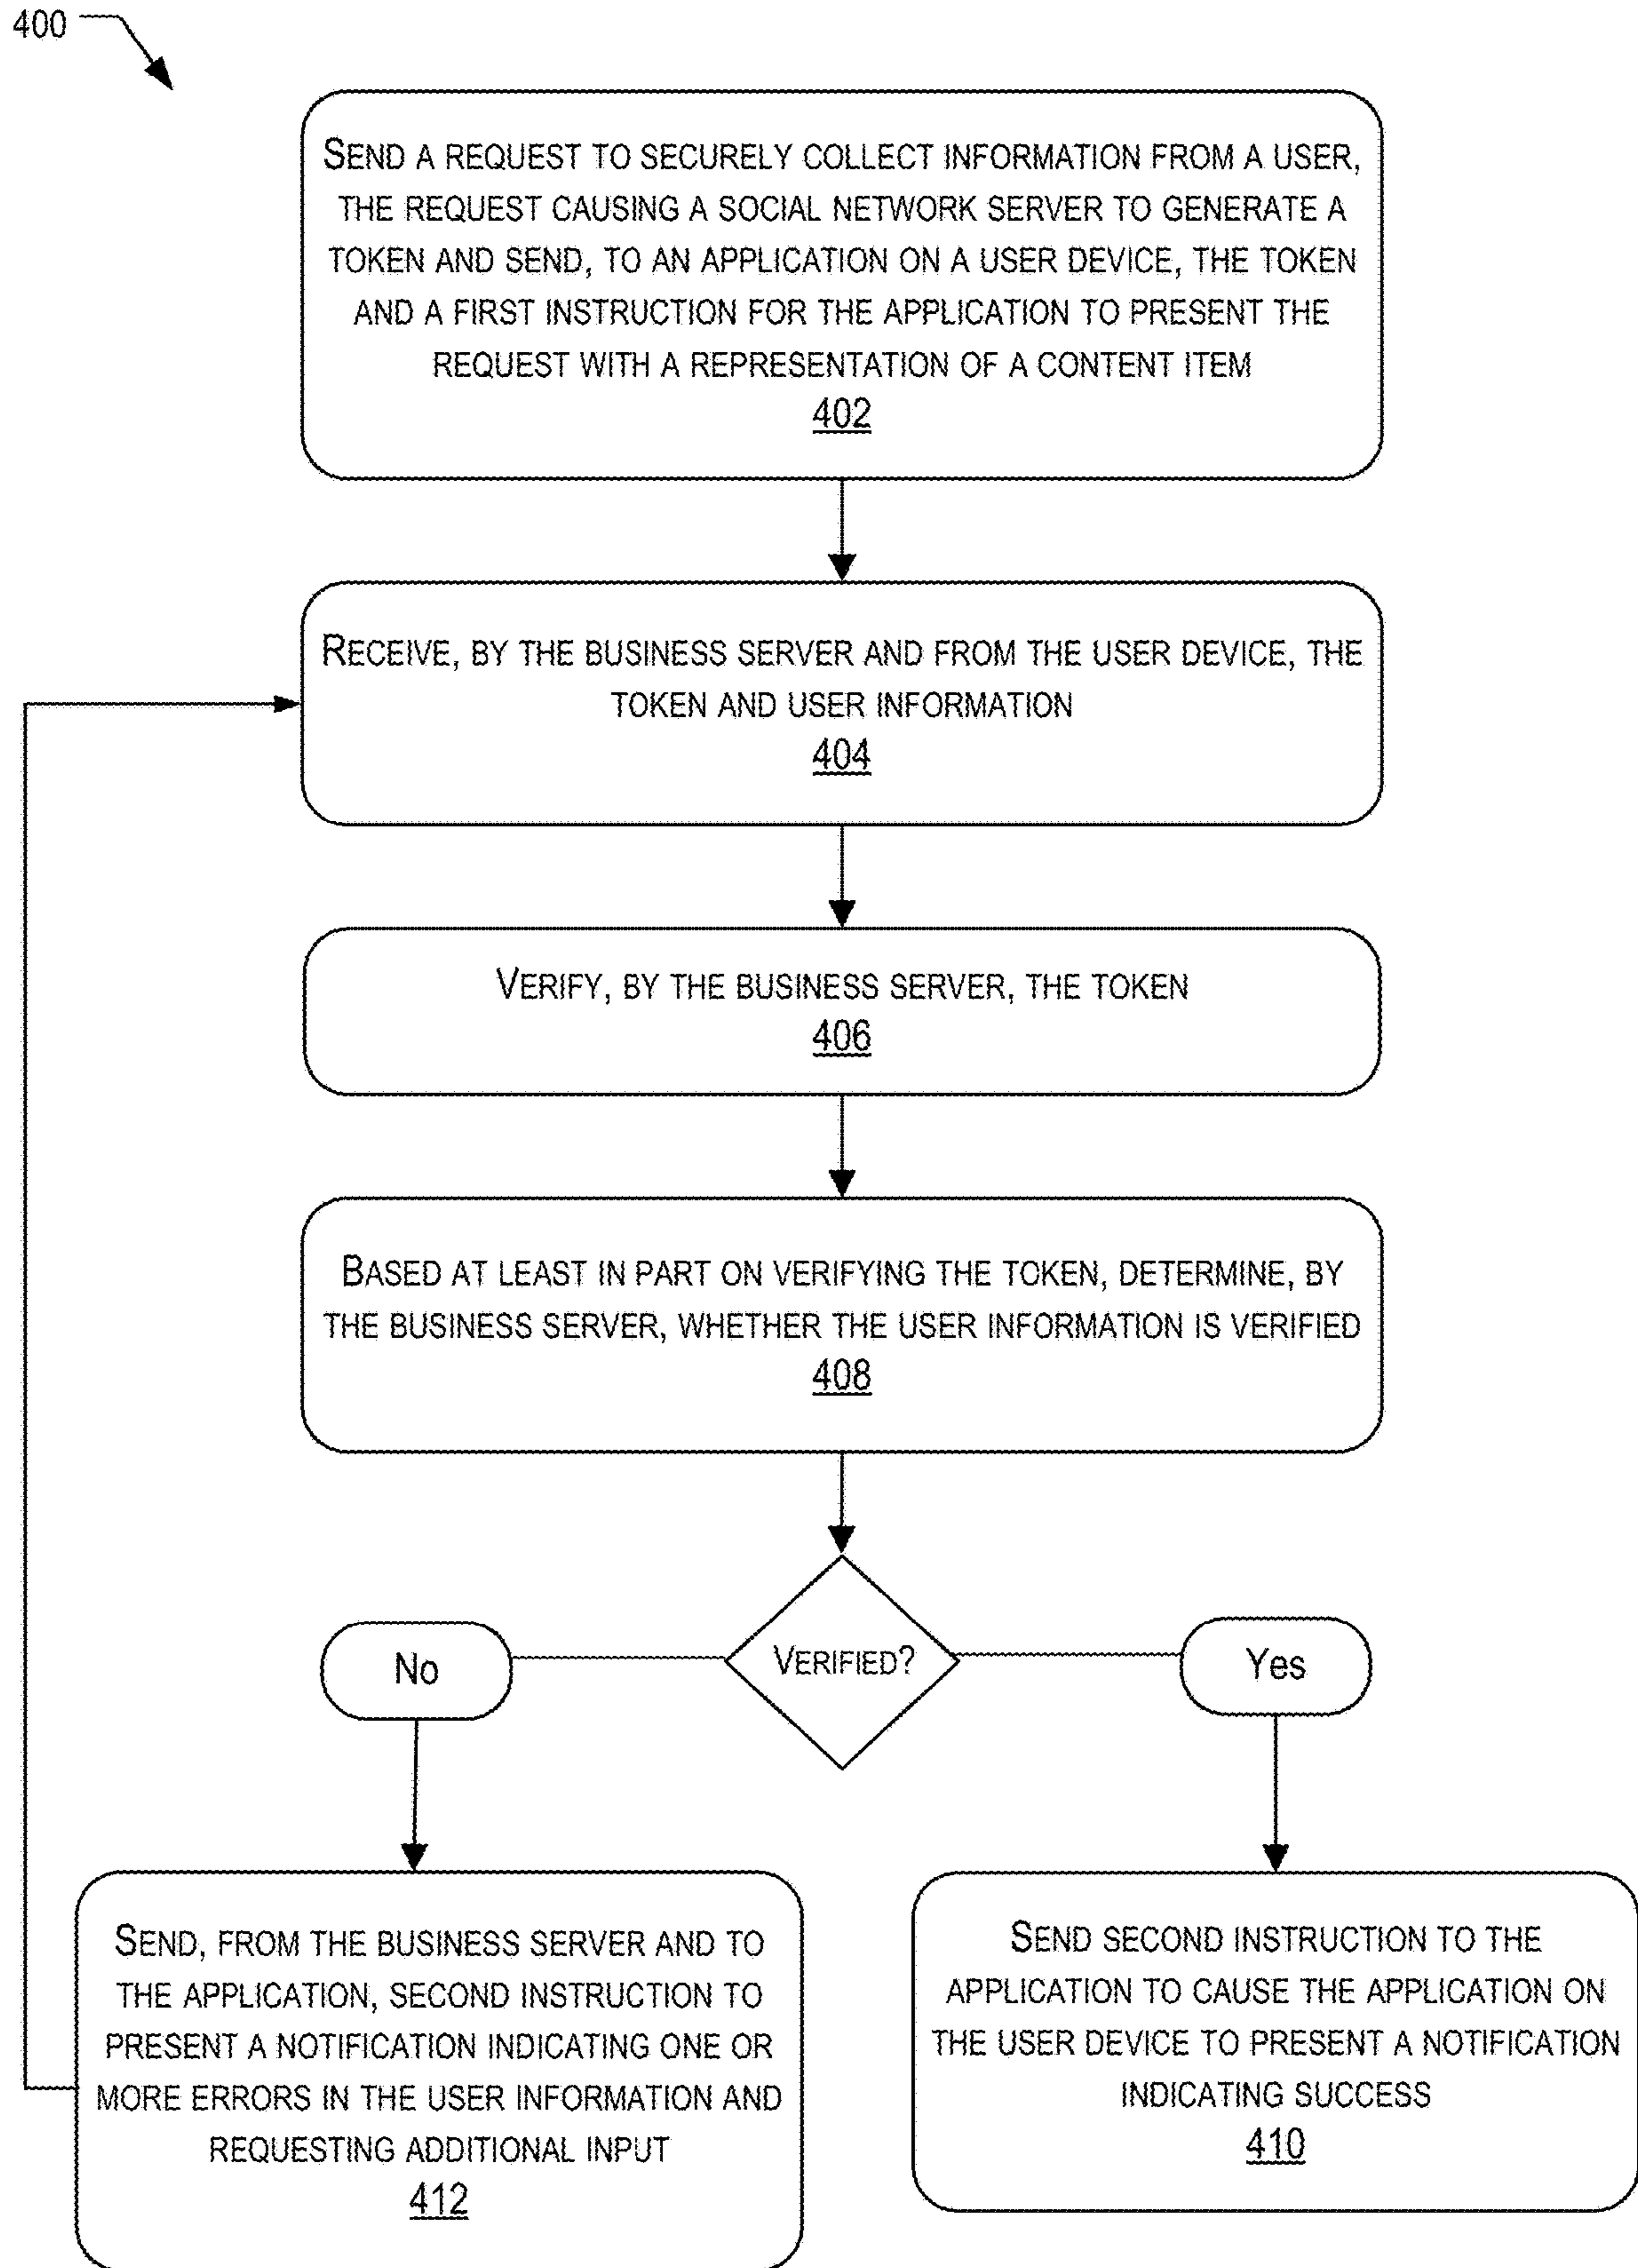 400
SEND A REQUEST TO SECURELY COLLECT INFORMATION FROM A USER,
THE REQUEST CAUSING A SOCIAL NETWORK SERVER TO GENERATE A
TOKEN AND SEND, TO AN APPLICATION ON A USER DEVICE, THE TOKEN
AND A FIRST INSTRUCTION FOR THE APPLICATION TO PRESENT THE
REQUEST WITH A REPRESENTATION OF A CONTENT ITEM
402
RECEIVE, BY THE BUSINESS SERVER AND FROM THE USER DEVICE, THE
TOKEN AND USER INFORMATION
404
VERIFY, BY THE BUSINESS SERVER, THE TOKEN
406
BASED AT LEAST IN PART ON VERIFYING THE TOKEN, DETERMINE, BY
THE BUSINESS SERVER, WHETHER THE USER INFORMATION IS VERIFIED
408
VERIFIED?
No
Yes
SEND, FROM THE BUSINESS SERVER AND TO
THE APPLICATION, SECOND INSTRUCTION TO
PRESENT A NOTIFICATION INDICATING ONE OR
MORE ERRORS IN THE USER INFORMATION AND
REQUESTING ADDITIONAL INPUT
412
SEND SECOND INSTRUCTION TO THE
APPLICATION TO CAUSE THE APPLICATION ON
THE USER DEVICE TO PRESENT A NOTIFICATION
INDICATING SUCCESS
410